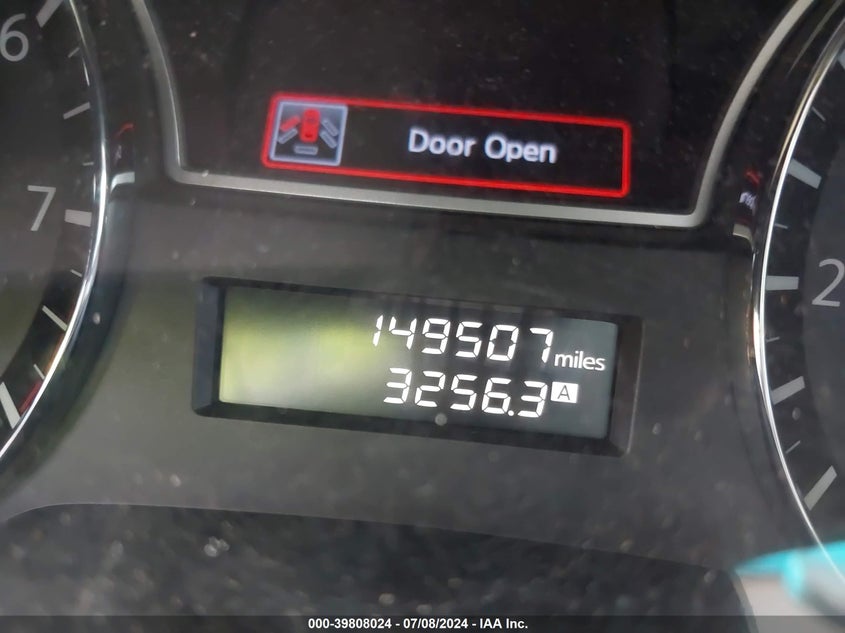 6
Door Open
7
2
149507 miles
3256.3 A
000-39808024 - 07/08/2024 - IAA Inc.